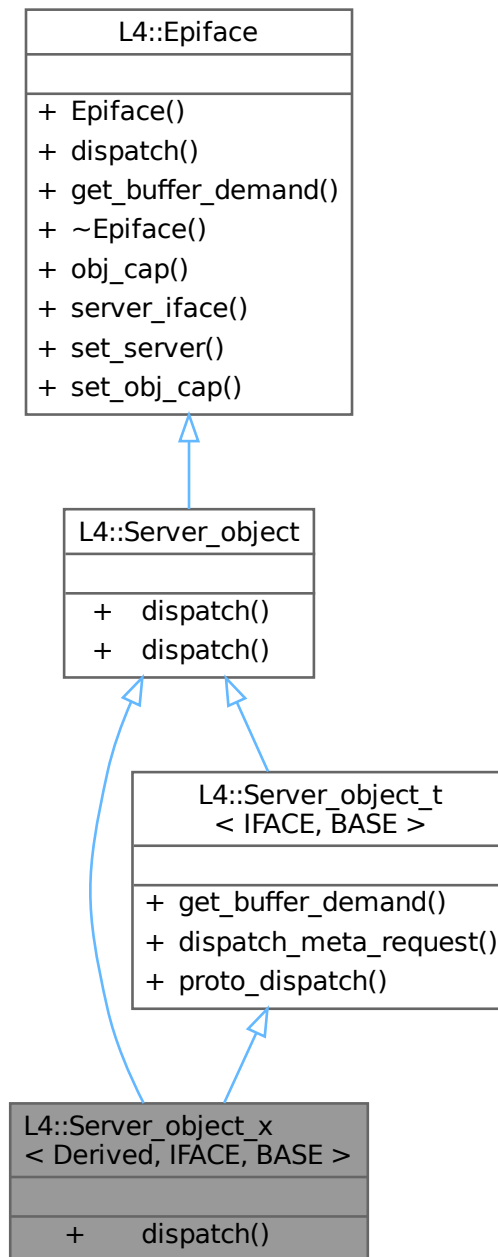 L4::Epiface
+ Epiface()
+ dispatch()
+ get_buffer_demand()
+ ~Epiface()
+ obj_cap()
+ server_iface()
+ set_server()
+ set_obj_cap()
L4::Server_object
+ dispatch()
+ dispatch()
L4::Server_object_t
< IFACE, BASE >
+ get_buffer_demand()
+ dispatch_meta_request()
+ proto_dispatch()
L4::Server_object_x
< Derived, IFACE, BASE >
+ dispatch()